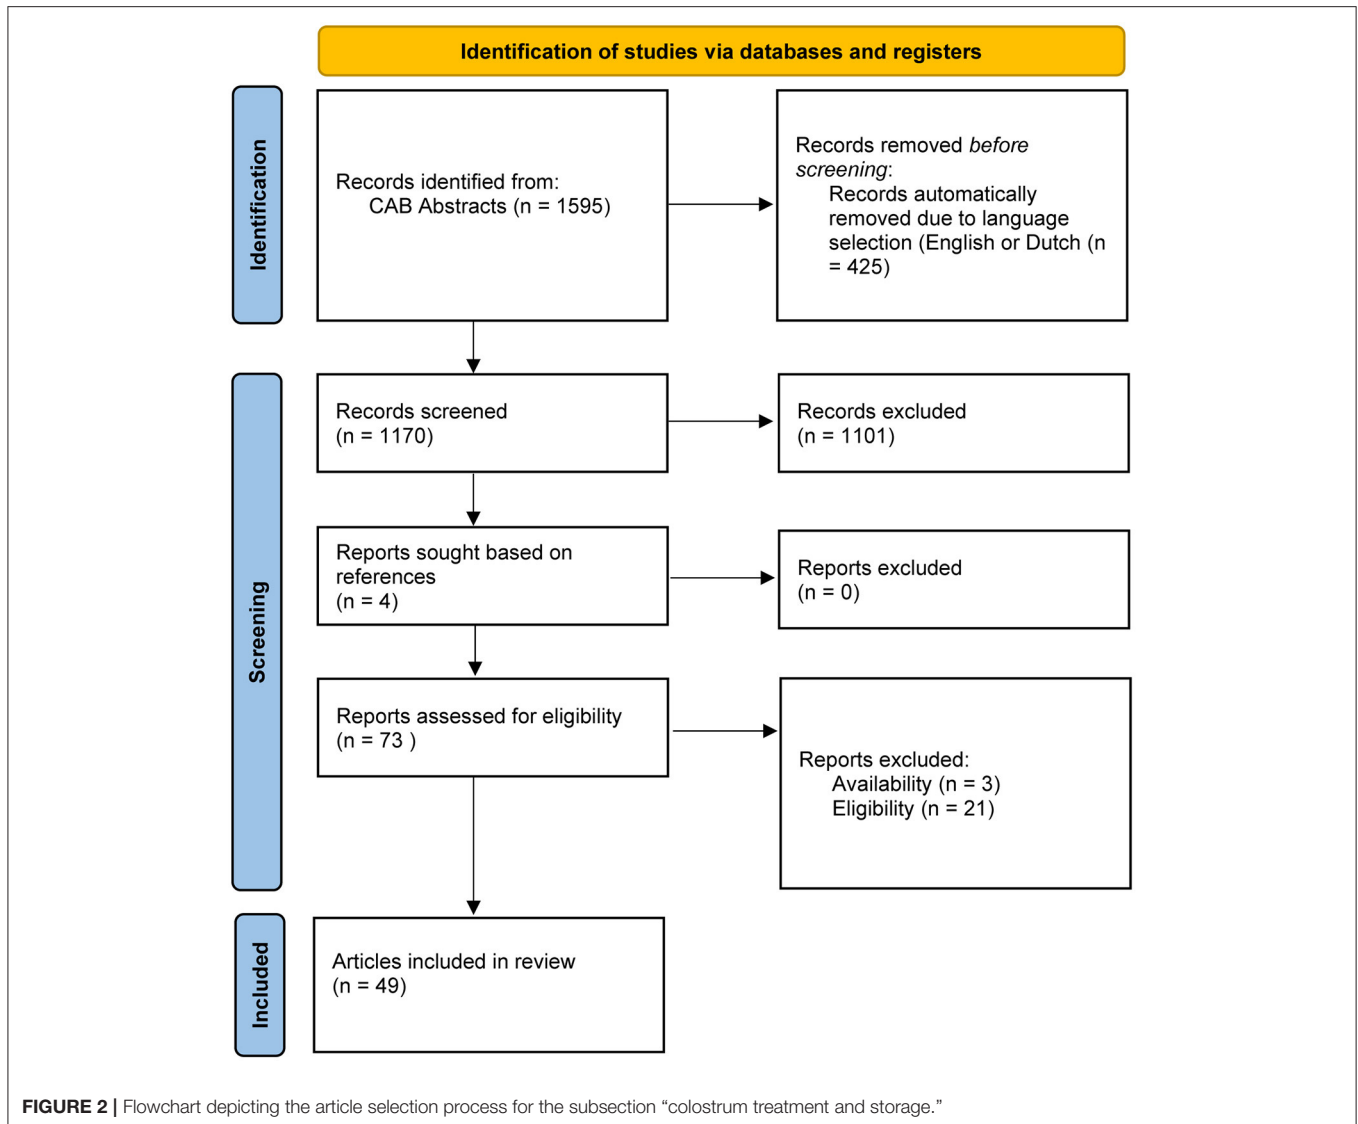 Identification of studies via databases and registers
Identification
Records identified from:
CAB Abstracts (n = 1595)
Records removed before
screening:
Records automatically
removed due to language
selection (English or Dutch (n
= 425)
Screening
Records screened
(n = 1170)
Records excluded
(n = 1101)
Reports sought based on
references
(n = 4)
Reports excluded
(n = 0)
Reports assessed for eligibility
(n = 73 )
Reports excluded:
Availability (n = 3)
Eligibility (n = 21)
Included
Articles included in review
(n = 49)
FIGURE 2 | Flowchart depicting the article selection process for the subsection “colostrum treatment and storage.”